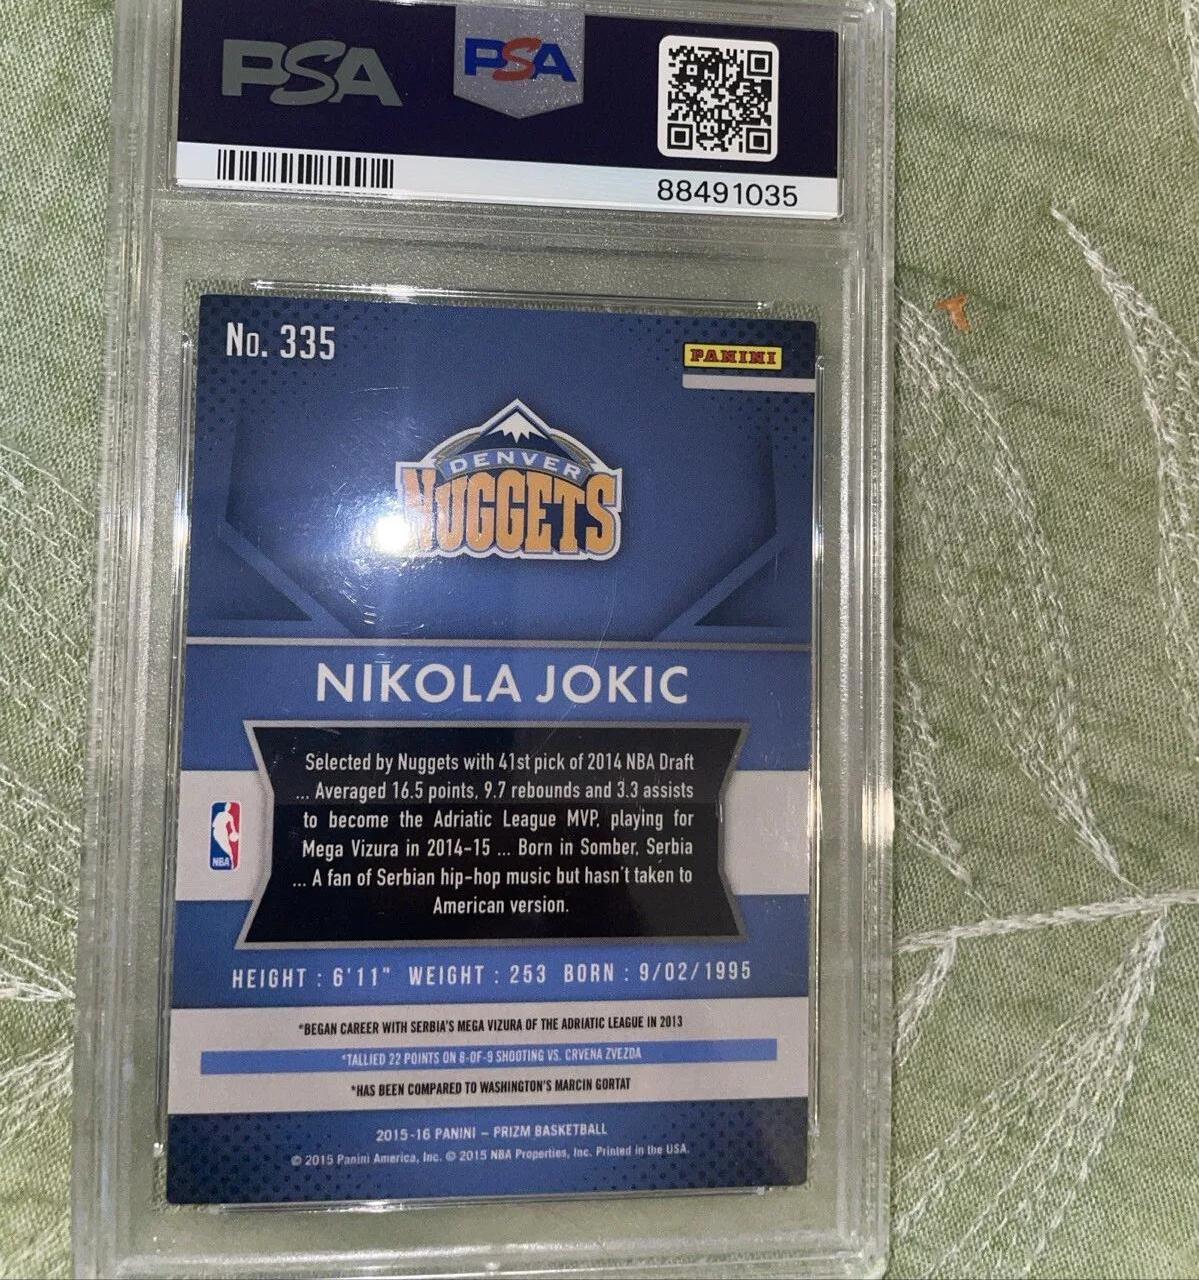 PSA
PSA
88491035
No. 335
PANINI
DENVER
NUGGETS
NIKOLA JOKIC
Selected by Nuggets with 41st pick of 2014 NBA Draft
... Averaged 16.5 points, 9.7 rebounds and 3.3 assists
to become the Adriatic League MVP, playing for
Mega Vizura in 2014-15 ... Born in Somber, Serbia
... A fan of Serbian hip-hop music but hasn't taken to
American version.
NBA
HEIGHT : 6'11" WEIGHT : 253 BORN : 9/02/1995
*BEGAN CAREER WITH SERBIA'S MEGA VIZURA OF THE ADRIATIC LEAGUE IN 2013
*TALLIED 22 POINTS ON 8-OF-9 SHOOTING VS. CRVENA ZVEZDA
*HAS BEEN COMPARED TO WASHINGTON'S MARCIN GORTAT
2015-16 PANINI – PRIZM BASKETBALL
© 2015 Panini America, Inc. © 2015 NBA Properties, Inc. Printed in the USA.